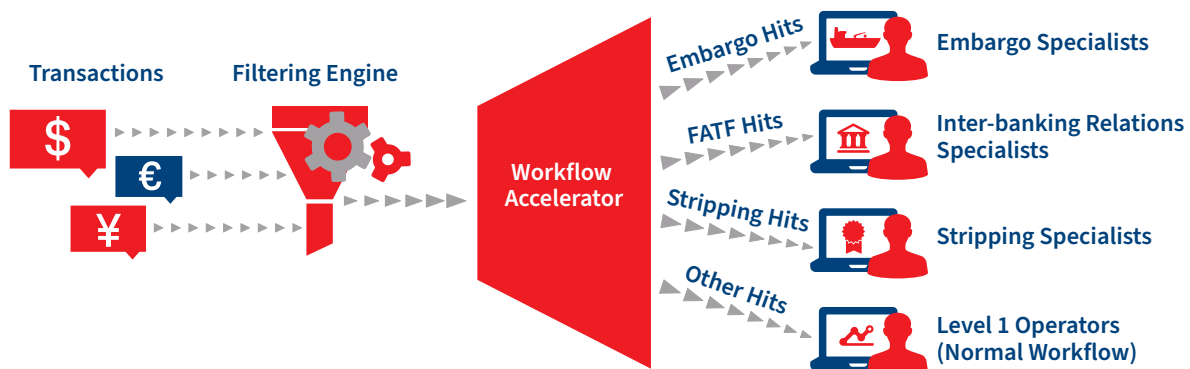 Transactions
Filtering Engine
$
€
¥
Workflow
Accelerator
Embargo Hits
Embargo Specialists
FATF Hits
Inter-banking Relations
Specialists
Stripping Hits
Stripping Specialists
Other Hits
Level 1 Operators
(Normal Workflow)